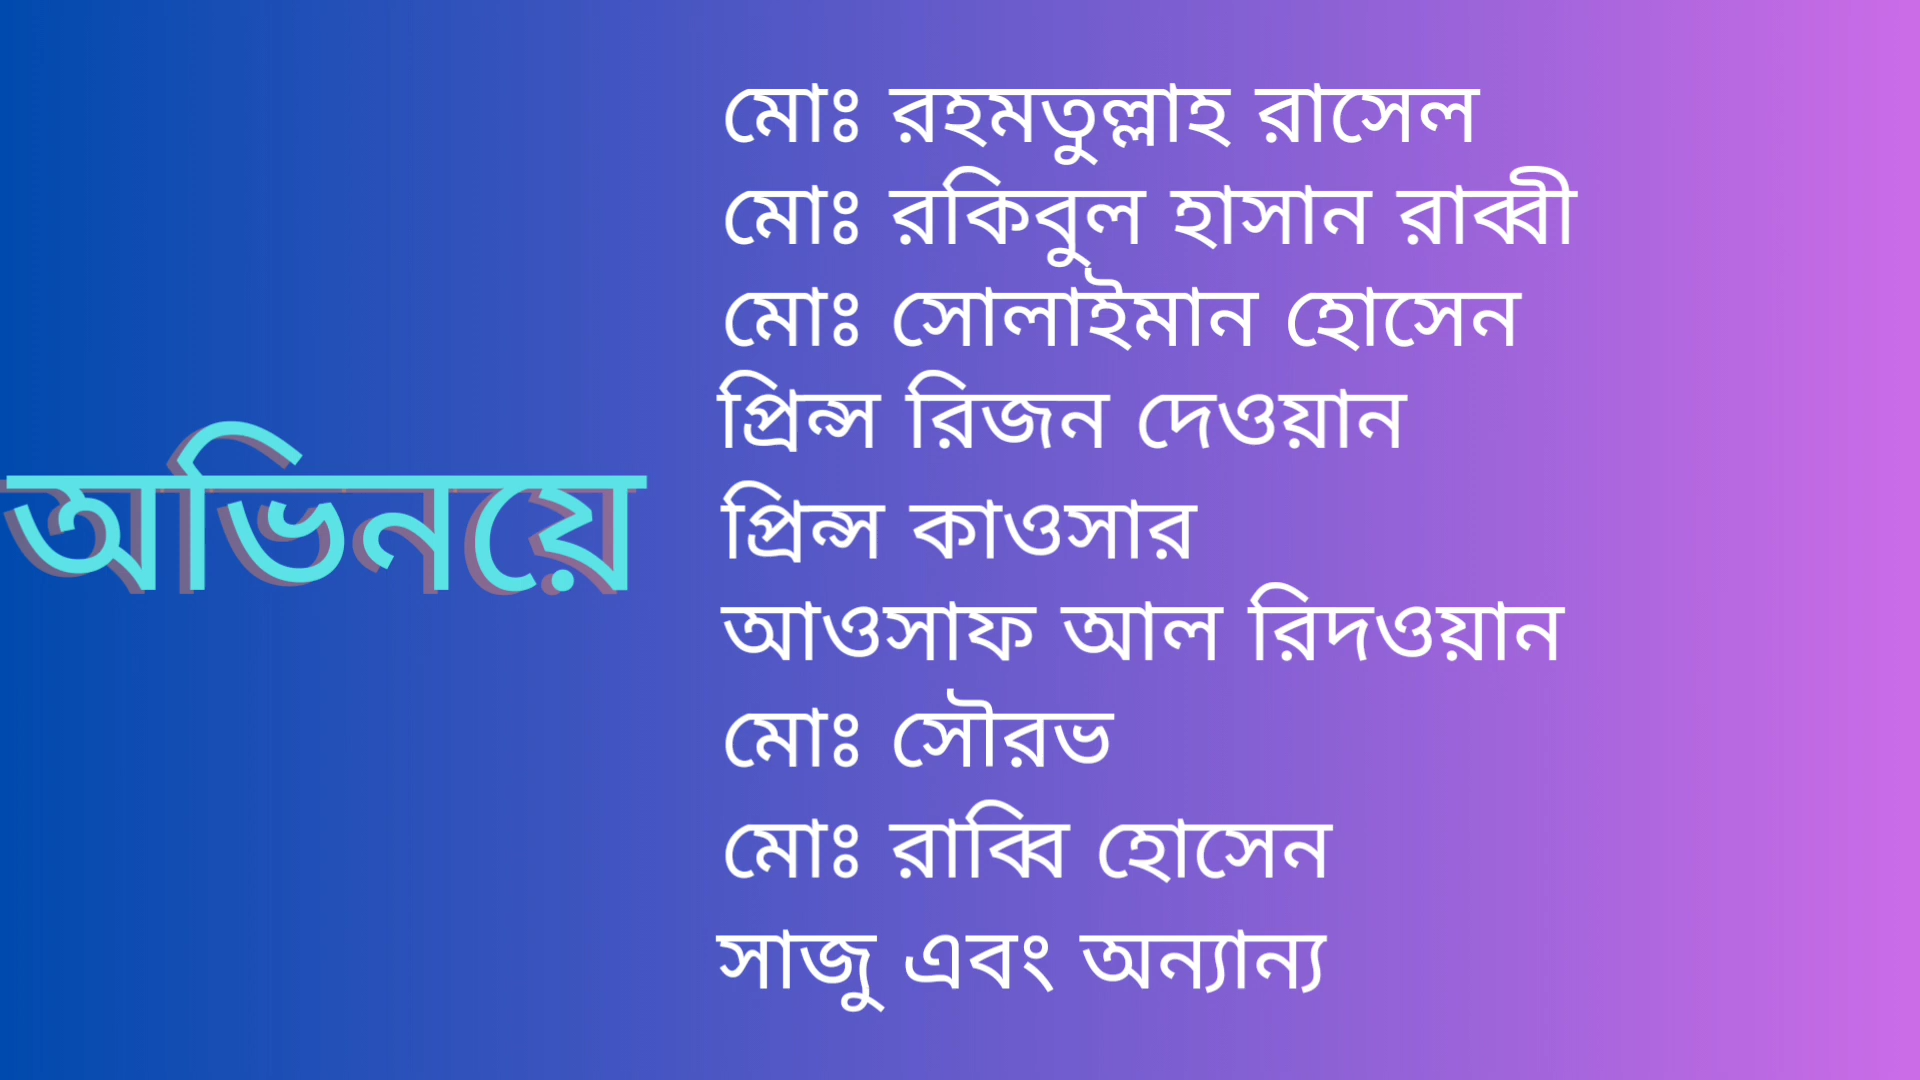 অভিনয়ে
মোঃ রহমতুল্লাহ রাসেল
মোঃ রকিবুল হাসান রাব্বী
মোঃ সোলাইমান হোসেন
প্রিন্স রিজন দেওয়ান
প্রিন্স কাওসার
আওসাফ আল রিদওয়ান
মোঃ সৌরভ
মোঃ রাব্বি হোসেন
সাজু এবং অন্যান্য